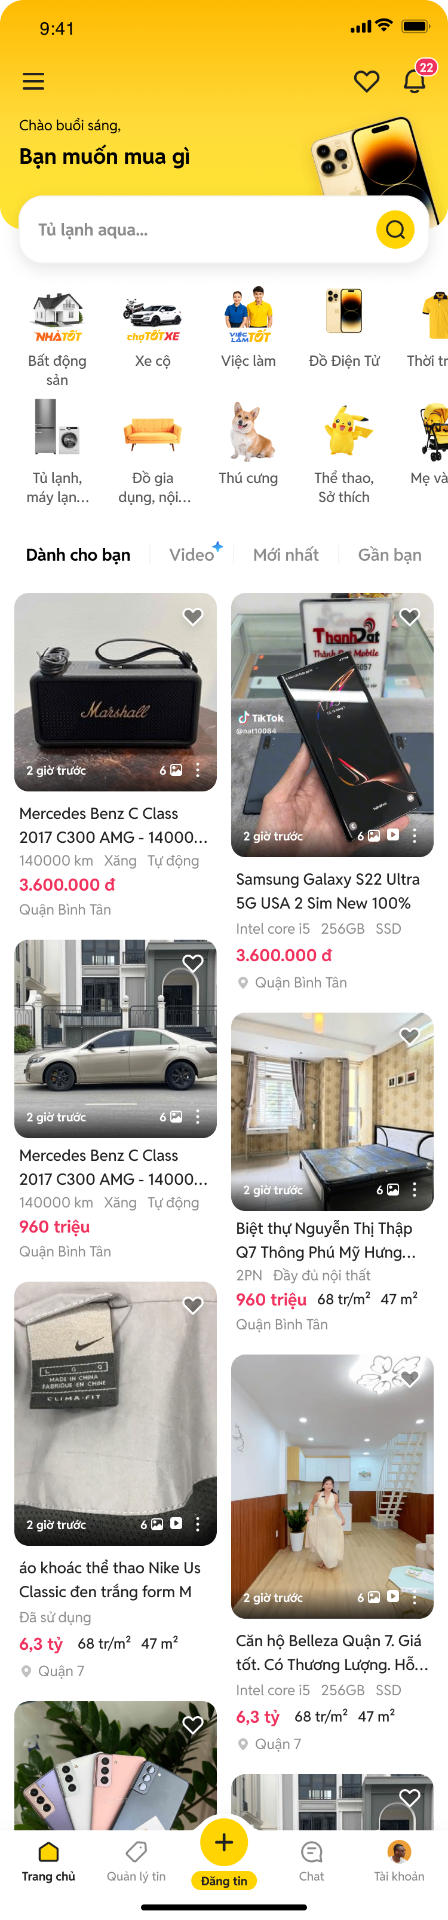 9:41
22
Chào buổi sáng,
Bạn muốn mua gì
Tủ lạnh aqua...
NHÀTỐT
chợTỐTXE
VIỆC
LÀM TỐT
Bất động
sản
Xe cộ
Việc làm
Đồ Điện Tử
Thời tr
Tủ lạnh,
máy lạn...
Đồ gia
dụng, nội...
Thú cưng
Thể thao,
Sở thích
Mẹ và
Dành cho bạn
Video
Mới nhất
Gần bạn
Marshall
2 giờ trước
6
Mercedes Benz C Class
2017 C300 AMG - 14000...
140000 km Xăng Tự động
3.600.000 đ
Quận Bình Tân
ThanhĐạt
Thành Đạt Mobile
5057
TikTok
@nat10084
2 giờ trước
6
Samsung Galaxy S22 Ultra
5G USA 2 Sim New 100%
Intel core i5 256GB SSD
3.600.000 đ
Quận Bình Tân
2 giờ trước
6
Mercedes Benz C Class
2017 C300 AMG - 14000...
140000 km Xăng Tự động
960 triệu
Quận Bình Tân
2 giờ trước
6
Biệt thự Nguyễn Thị Thập
Q7 Thông Phú Mỹ Hưng...
2PN Đầy đủ nội thất
960 triệu 68 tr/m² 47 m²
Quận Bình Tân
L G G
MADE IN CHINA
FABRIQUE EN CHINE
CLIMA-FIT
2 giờ trước
6
áo khoác thể thao Nike Us
Classic đen trắng form M
Đã sử dụng
6,3 tỷ 68 tr/m² 47 m²
Quận 7
2 giờ trước
6
Căn hộ Belleza Quận 7. Giá
tốt. Có Thương Lượng. Hỗ...
Intel core i5 256GB SSD
6,3 tỷ 68 tr/m² 47 m²
Quận 7
Trang chủ
Quản lý tin
Đăng tin
Chat
Tài khoản